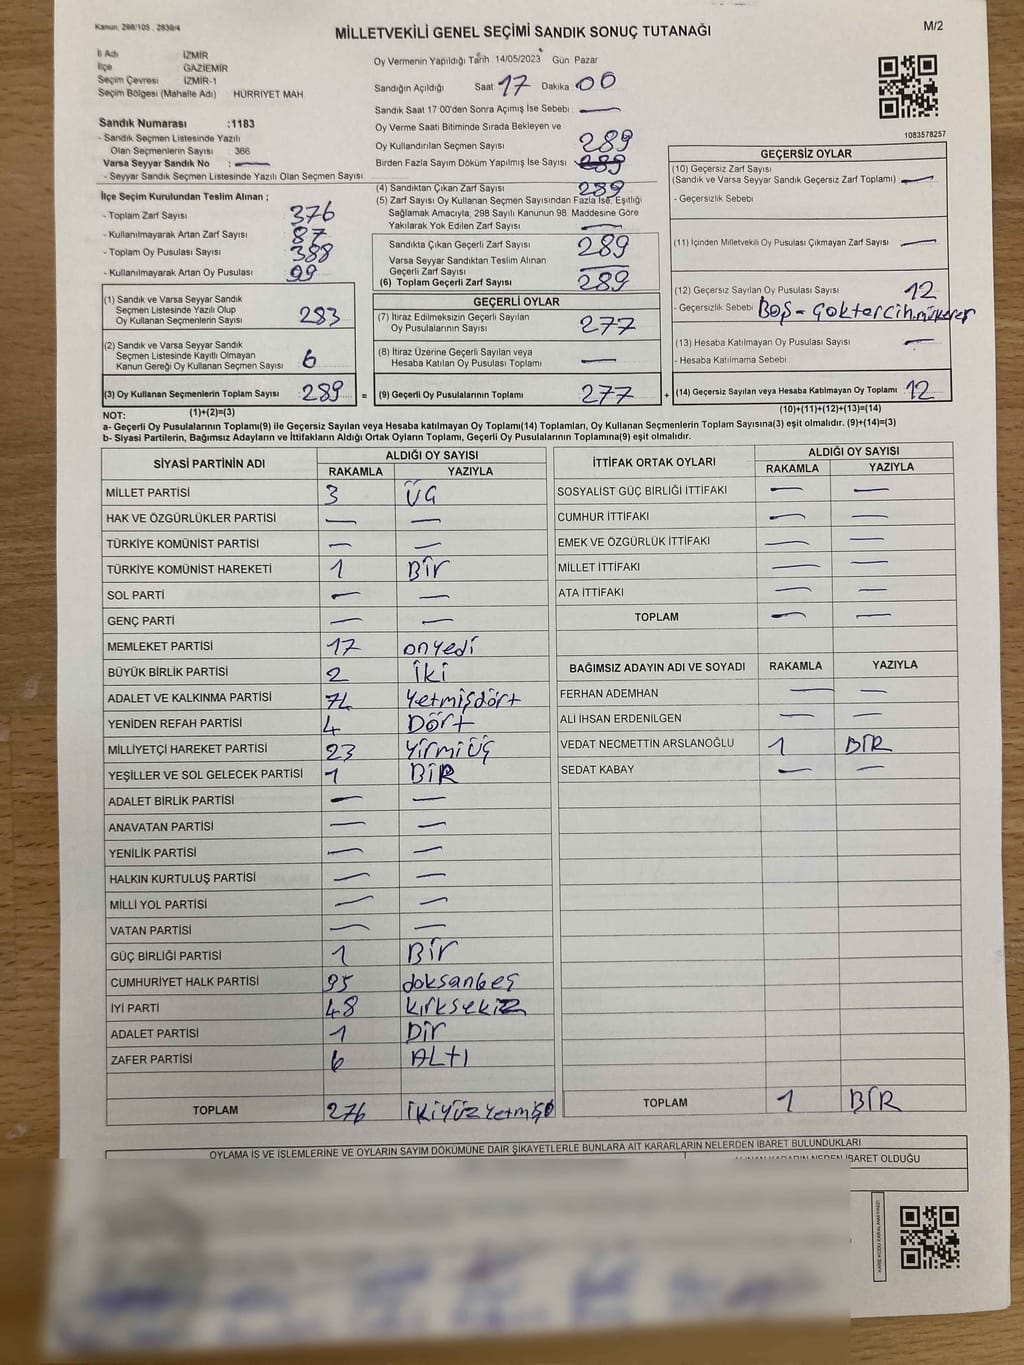 Kanun: 298/105 , 2839/4
MİLLETVEKİLİ GENEL SEÇİMİ SANDIK SONUÇ TUTANAĞI
M/2
İl Adı İZMİR
İlçe GAZİEMİR
Seçim Çevresi İZMİR-1
Seçim Bölgesi (Mahalle Adı) HÜRRİYET MAH.
Oy Vermenin Yapıldığı Tarih 14/05/2023 Gün: Pazar
Sandığın Açıldığı Saat 17 Dakika 00
Sandık Saat 17:00'den Sonra Açımış İse Sebebi —
Sandık Numarası :1183
- Sandık Seçmen Listesinde Yazılı
Olan Seçmenlerin Sayısı 366
Varsa Seyyar Sandık No : —
- Seyyar Sandık Seçmen Listesinde Yazılı Olan Seçmen Sayısı
Oy Verme Saati Bitiminde Sırada Bekleyen ve
Oy Kullandırılan Seçmen Sayısı 289
Birden Fazla Sayım Döküm Yapılmış İse Sayısı 289
1083578257
İlçe Seçim Kurulundan Teslim Alınan ;
- Toplam Zarf Sayısı 376
- Kullanılmayarak Artan Zarf Sayısı 87
- Toplam Oy Pusulası Sayısı 388
- Kullanılmayarak Artan Oy Pusulası 99
(4) Sandıktan Çıkan Zarf Sayısı 289
(5) Zarf Sayısı Oy Kullanan Seçmen Sayısından Fazla İse, Eşitliği
Sağlamak Amacıyla, 298 Sayılı Kanunun 98. Maddesine Göre
Yakılarak Yok Edilen Zarf Sayısı —
Sandıkta Çıkan Geçerli Zarf Sayısı 289
Varsa Seyyar Sandıktan Teslim Alınan
Geçerli Zarf Sayısı —
(6) Toplam Geçerli Zarf Sayısı 289
GEÇERSİZ OYLAR
(10) Geçersiz Zarf Sayısı
(Sandık ve Varsa Seyyar Sandık Geçersiz Zarf Toplamı) —
- Geçersizlik Sebebi
(11) İçinden Milletvekili Oy Pusulası Çıkmayan Zarf Sayısı —
(12) Geçersiz Sayılan Oy Pusulası Sayısı 12
- Geçersizlik Sebebi Boş - Çoktercih.mükerer
(13) Hesaba Katılmayan Oy Pusulası Sayısı —
- Hesaba Katılmama Sebebi
(14) Geçersiz Sayılan veya Hesaba Katılmayan Oy Toplamı 12
(10)+(11)+(12)+(13)=(14)
(1) Sandık ve Varsa Seyyar Sandık
Seçmen Listesinde Yazılı Olup
Oy Kullanan Seçmenlerin Sayısı 283
(2) Sandık ve Varsa Seyyar Sandık
Seçmen Listesinde Kayıtlı Olmayan
Kanun Gereği Oy Kullanan Seçmen Sayısı 6
(3) Oy Kullanan Seçmenlerin Toplam Sayısı 289 =
(1)+(2)=(3)
GEÇERLİ OYLAR
(7) İtiraz Edilmeksizin Geçerli Sayılan
Oy Pusulalarının Sayısı 277
(8) İtiraz Üzerine Geçerli Sayılan veya
Hesaba Katılan Oy Pusulası Toplamı —
(9) Geçerli Oy Pusulalarının Toplamı 277 +
NOT:
a- Geçerli Oy Pusulalarının Toplamı(9) ile Geçersiz Sayılan veya Hesaba katılmayan Oy Toplamı(14) Toplamları, Oy Kullanan Seçmenlerin Toplam Sayısına(3) eşit olmalıdır. (9)+(14)=(3)
b- Siyasi Partilerin, Bağımsız Adayların ve İttifakların Aldığı Ortak Oyların Toplamı, Geçerli Oy Pusulalarının Toplamına(9) eşit olmalıdır.
SİYASİ PARTİNİN ADI ALDIĞI OY SAYISI
RAKAMLA YAZIYLA
MİLLET PARTİSİ 3 ÜÇ
HAK VE ÖZGÜRLÜKLER PARTİSİ — —
TÜRKİYE KOMÜNİST PARTİSİ — —
TÜRKİYE KOMÜNİST HAREKETİ 1 Bir
SOL PARTİ — —
GENÇ PARTİ — —
MEMLEKET PARTİSİ 17 onyedi
BÜYÜK BİRLİK PARTİSİ 2 iki
ADALET VE KALKINMA PARTİSİ 74 Yetmişdört
YENİDEN REFAH PARTİSİ 4 Dört
MİLLİYETÇİ HAREKET PARTİSİ 23 Yirmi Üç
YEŞİLLER VE SOL GELECEK PARTİSİ 1 BİR
ADALET BİRLİK PARTİSİ — —
ANAVATAN PARTİSİ — —
YENİLİK PARTİSİ — —
HALKIN KURTULUŞ PARTİSİ — —
MİLLİ YOL PARTİSİ — —
VATAN PARTİSİ — —
GÜÇ BİRLİĞİ PARTİSİ 1 Bir
CUMHURİYET HALK PARTİSİ 95 doksanbeş
İYİ PARTİ 48 kırksekiz
ADALET PARTİSİ 1 Bir
ZAFER PARTİSİ 6 ALTI
TOPLAM 276 İKİYÜZ Yetmiş
İTTİFAK ORTAK OYLARI ALDIĞI OY SAYISI
RAKAMLA YAZIYLA
SOSYALİST GÜÇ BİRLİĞİ İTTİFAKI — —
CUMHUR İTTİFAKI — —
EMEK VE ÖZGÜRLÜK İTTİFAKI — —
MİLLET İTTİFAKI — —
ATA İTTİFAKI — —
TOPLAM — —
BAĞIMSIZ ADAYIN ADI VE SOYADI RAKAMLA YAZIYLA
FERHAN ADEMHAN — —
ALİ İHSAN ERDENİLGEN — —
VEDAT NECMETTİN ARSLANOĞLU 1 BİR
SEDAT KABAY — —
TOPLAM 1 BİR
OYLAMA İŞ VE İŞLEMLERİNE VE OYLARIN SAYIM DÖKÜMÜNE DAİR ŞİKAYETLERLE BUNLARA AİT KARARLARIN NELERDEN İBARET BULUNDUKLARI
ALINAN KARARIN NEDEN İBARET OLDUĞU